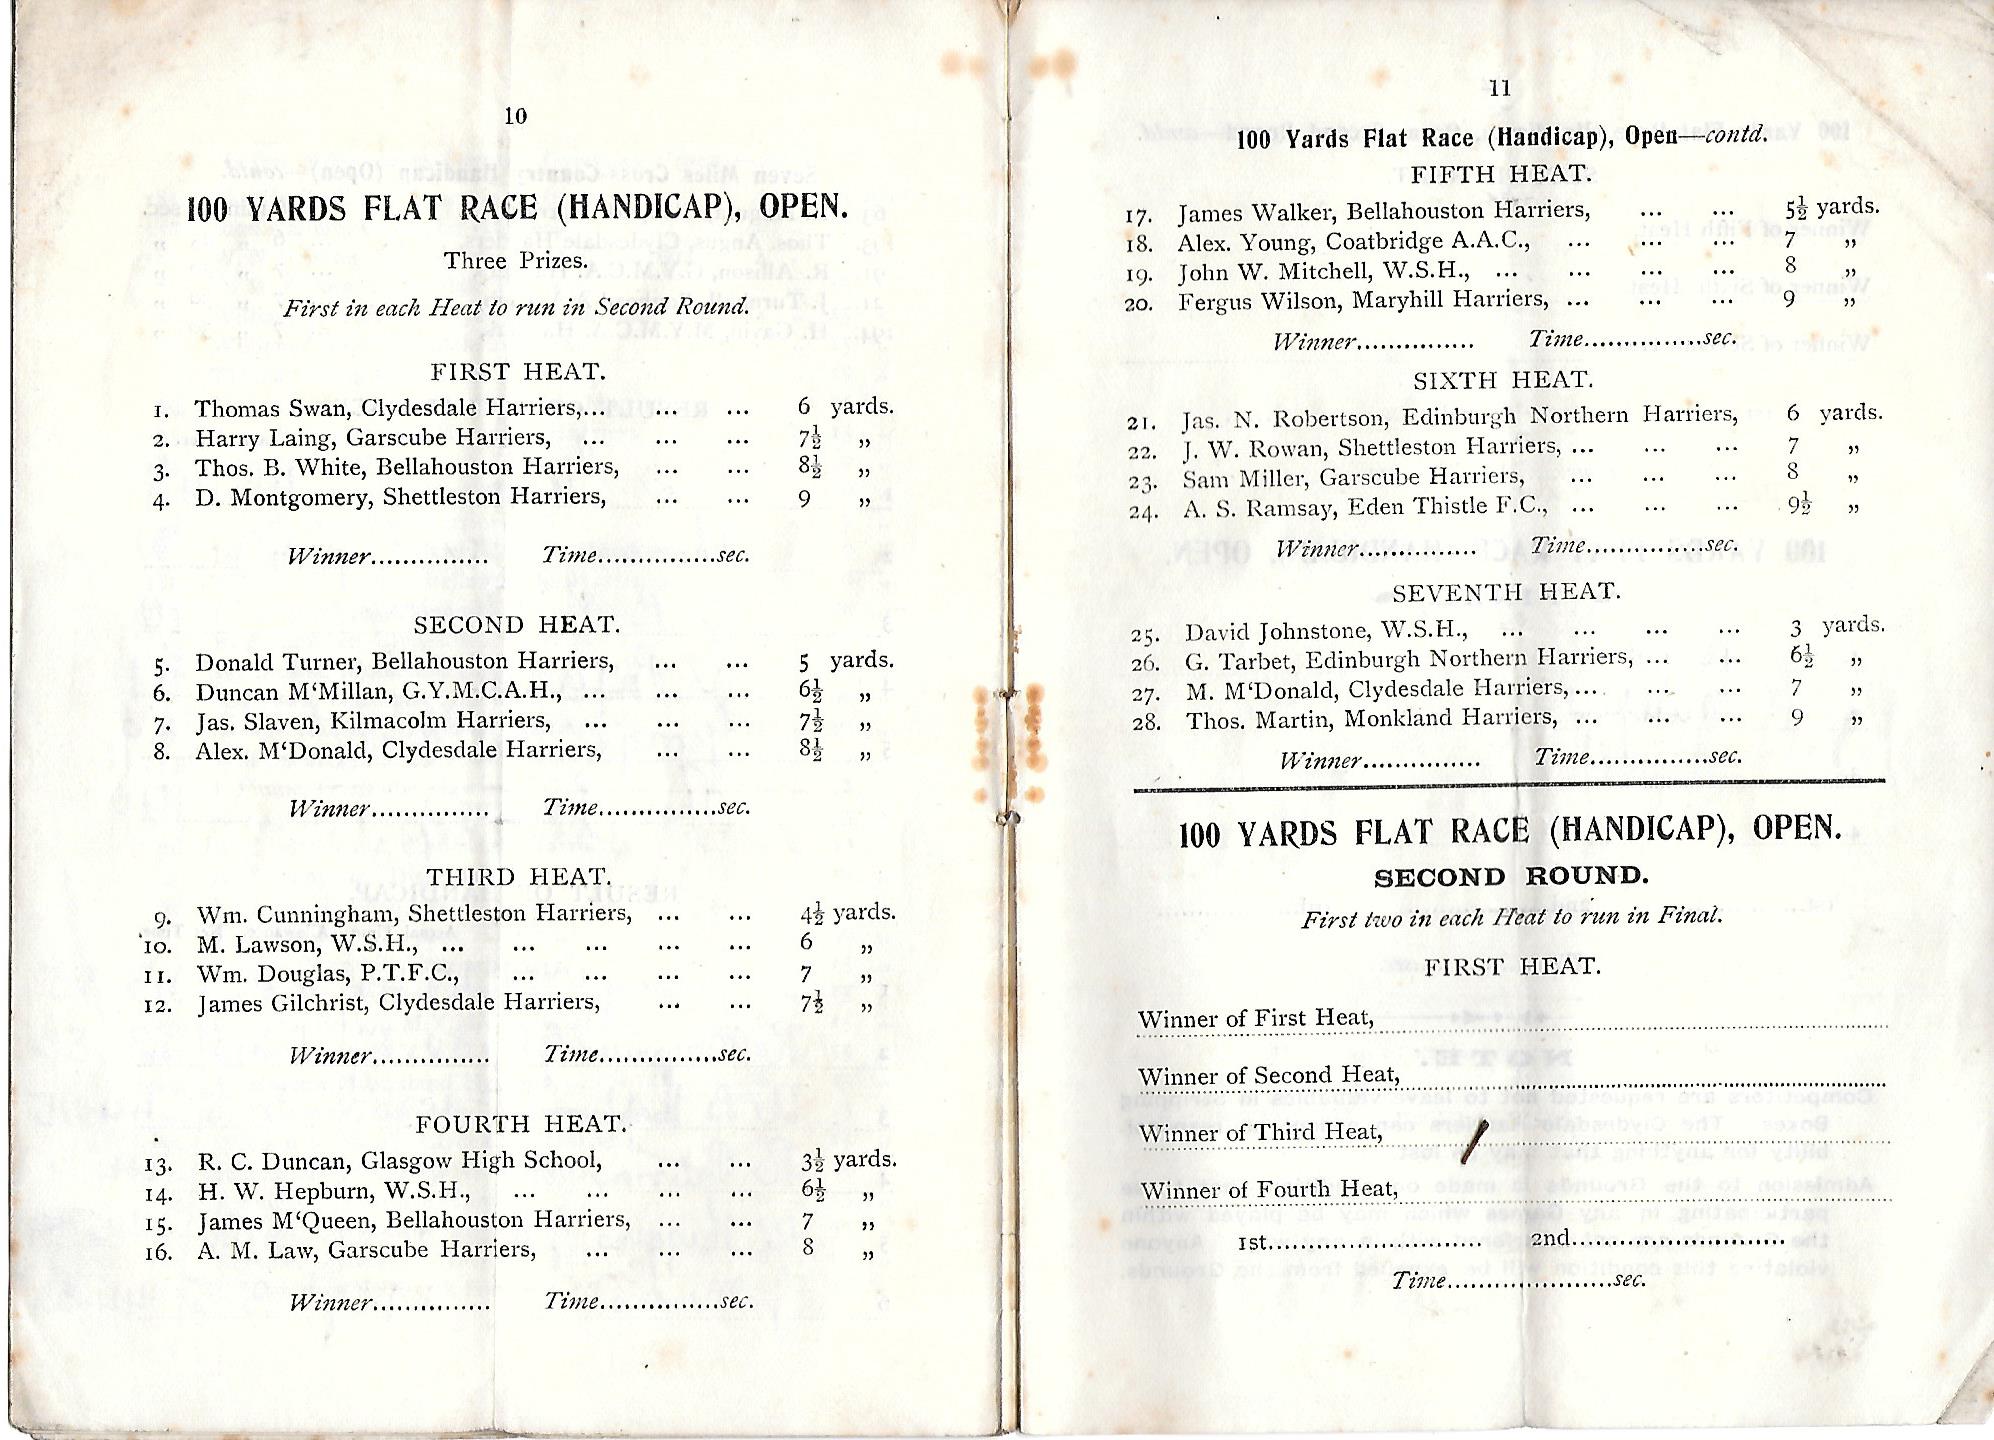 10
100 YARDS FLAT RACE (HANDICAP), OPEN.
Three Prizes.
First in each Heat to run in Second Round.
FIRST HEAT.
1. Thomas Swan, Clydesdale Harriers,... ... ... 6 yards.
2. Harry Laing, Garscube Harriers, ... ... ... 7½ „
3. Thos. B. White, Bellahouston Harriers, ... ... 8½ „
4. D. Montgomery, Shettleston Harriers, ... ... 9 „
Winner............... Time...............sec.
SECOND HEAT.
5. Donald Turner, Bellahouston Harriers, ... ... 5 yards.
6. Duncan M‘Millan, G.Y.M.C.A.H., ... ... ... 6½ „
7. Jas. Slaven, Kilmacolm Harriers, ... ... ... 7½ „
8. Alex. M‘Donald, Clydesdale Harriers, ... ... 8½ „
Winner............... Time...............sec.
THIRD HEAT.
9. Wm. Cunningham, Shettleston Harriers, ... ... 4½ yards.
10. M. Lawson, W.S.H., ... ... ... ... ... 6 „
11. Wm. Douglas, P.T.F.C., ... ... ... ... 7 „
12. James Gilchrist, Clydesdale Harriers, ... ... 7½ „
Winner............... Time...............sec.
FOURTH HEAT.
13. R. C. Duncan, Glasgow High School, ... ... 3½ yards.
14. H. W. Hepburn, W.S.H., ... ... ... ... 6½ „
15. James M‘Queen, Bellahouston Harriers, ... ... 7 „
16. A. M. Law, Garscube Harriers, ... ... ... 8 „
Winner............... Time...............sec.
11
100 Yards Flat Race (Handicap), Open—contd.
FIFTH HEAT.
17. James Walker, Bellahouston Harriers, ... ... 5½ yards.
18. Alex. Young, Coatbridge A.A.C., ... ... ... 7 „
19. John W. Mitchell, W.S.H., ... ... ... ... 8 „
20. Fergus Wilson, Maryhill Harriers, ... ... ... 9 „
Winner............... Time...............sec.
SIXTH HEAT.
21. Jas. N. Robertson, Edinburgh Northern Harriers, 6 yards.
22. J. W. Rowan, Shettleston Harriers, ... ... ... 7 „
23. Sam Miller, Garscube Harriers, ... ... ... 8 „
24. A. S. Ramsay, Eden Thistle F.C., ... ... ... 9½ „
Winner............... Time...............sec.
SEVENTH HEAT.
25. David Johnstone, W.S.H., ... ... ... ... 3 yards.
26. G. Tarbet, Edinburgh Northern Harriers, ... ... 6½ „
27. M. M‘Donald, Clydesdale Harriers, ... ... ... 7 „
28. Thos. Martin, Monkland Harriers, ... ... ... 9 „
Winner............... Time...............sec.
100 YARDS FLAT RACE (HANDICAP), OPEN.
SECOND ROUND.
First two in each Heat to run in Final.
FIRST HEAT.
Winner of First Heat,
Winner of Second Heat,
Winner of Third Heat,
Winner of Fourth Heat,
1st........................... 2nd...........................
Time.....................sec.